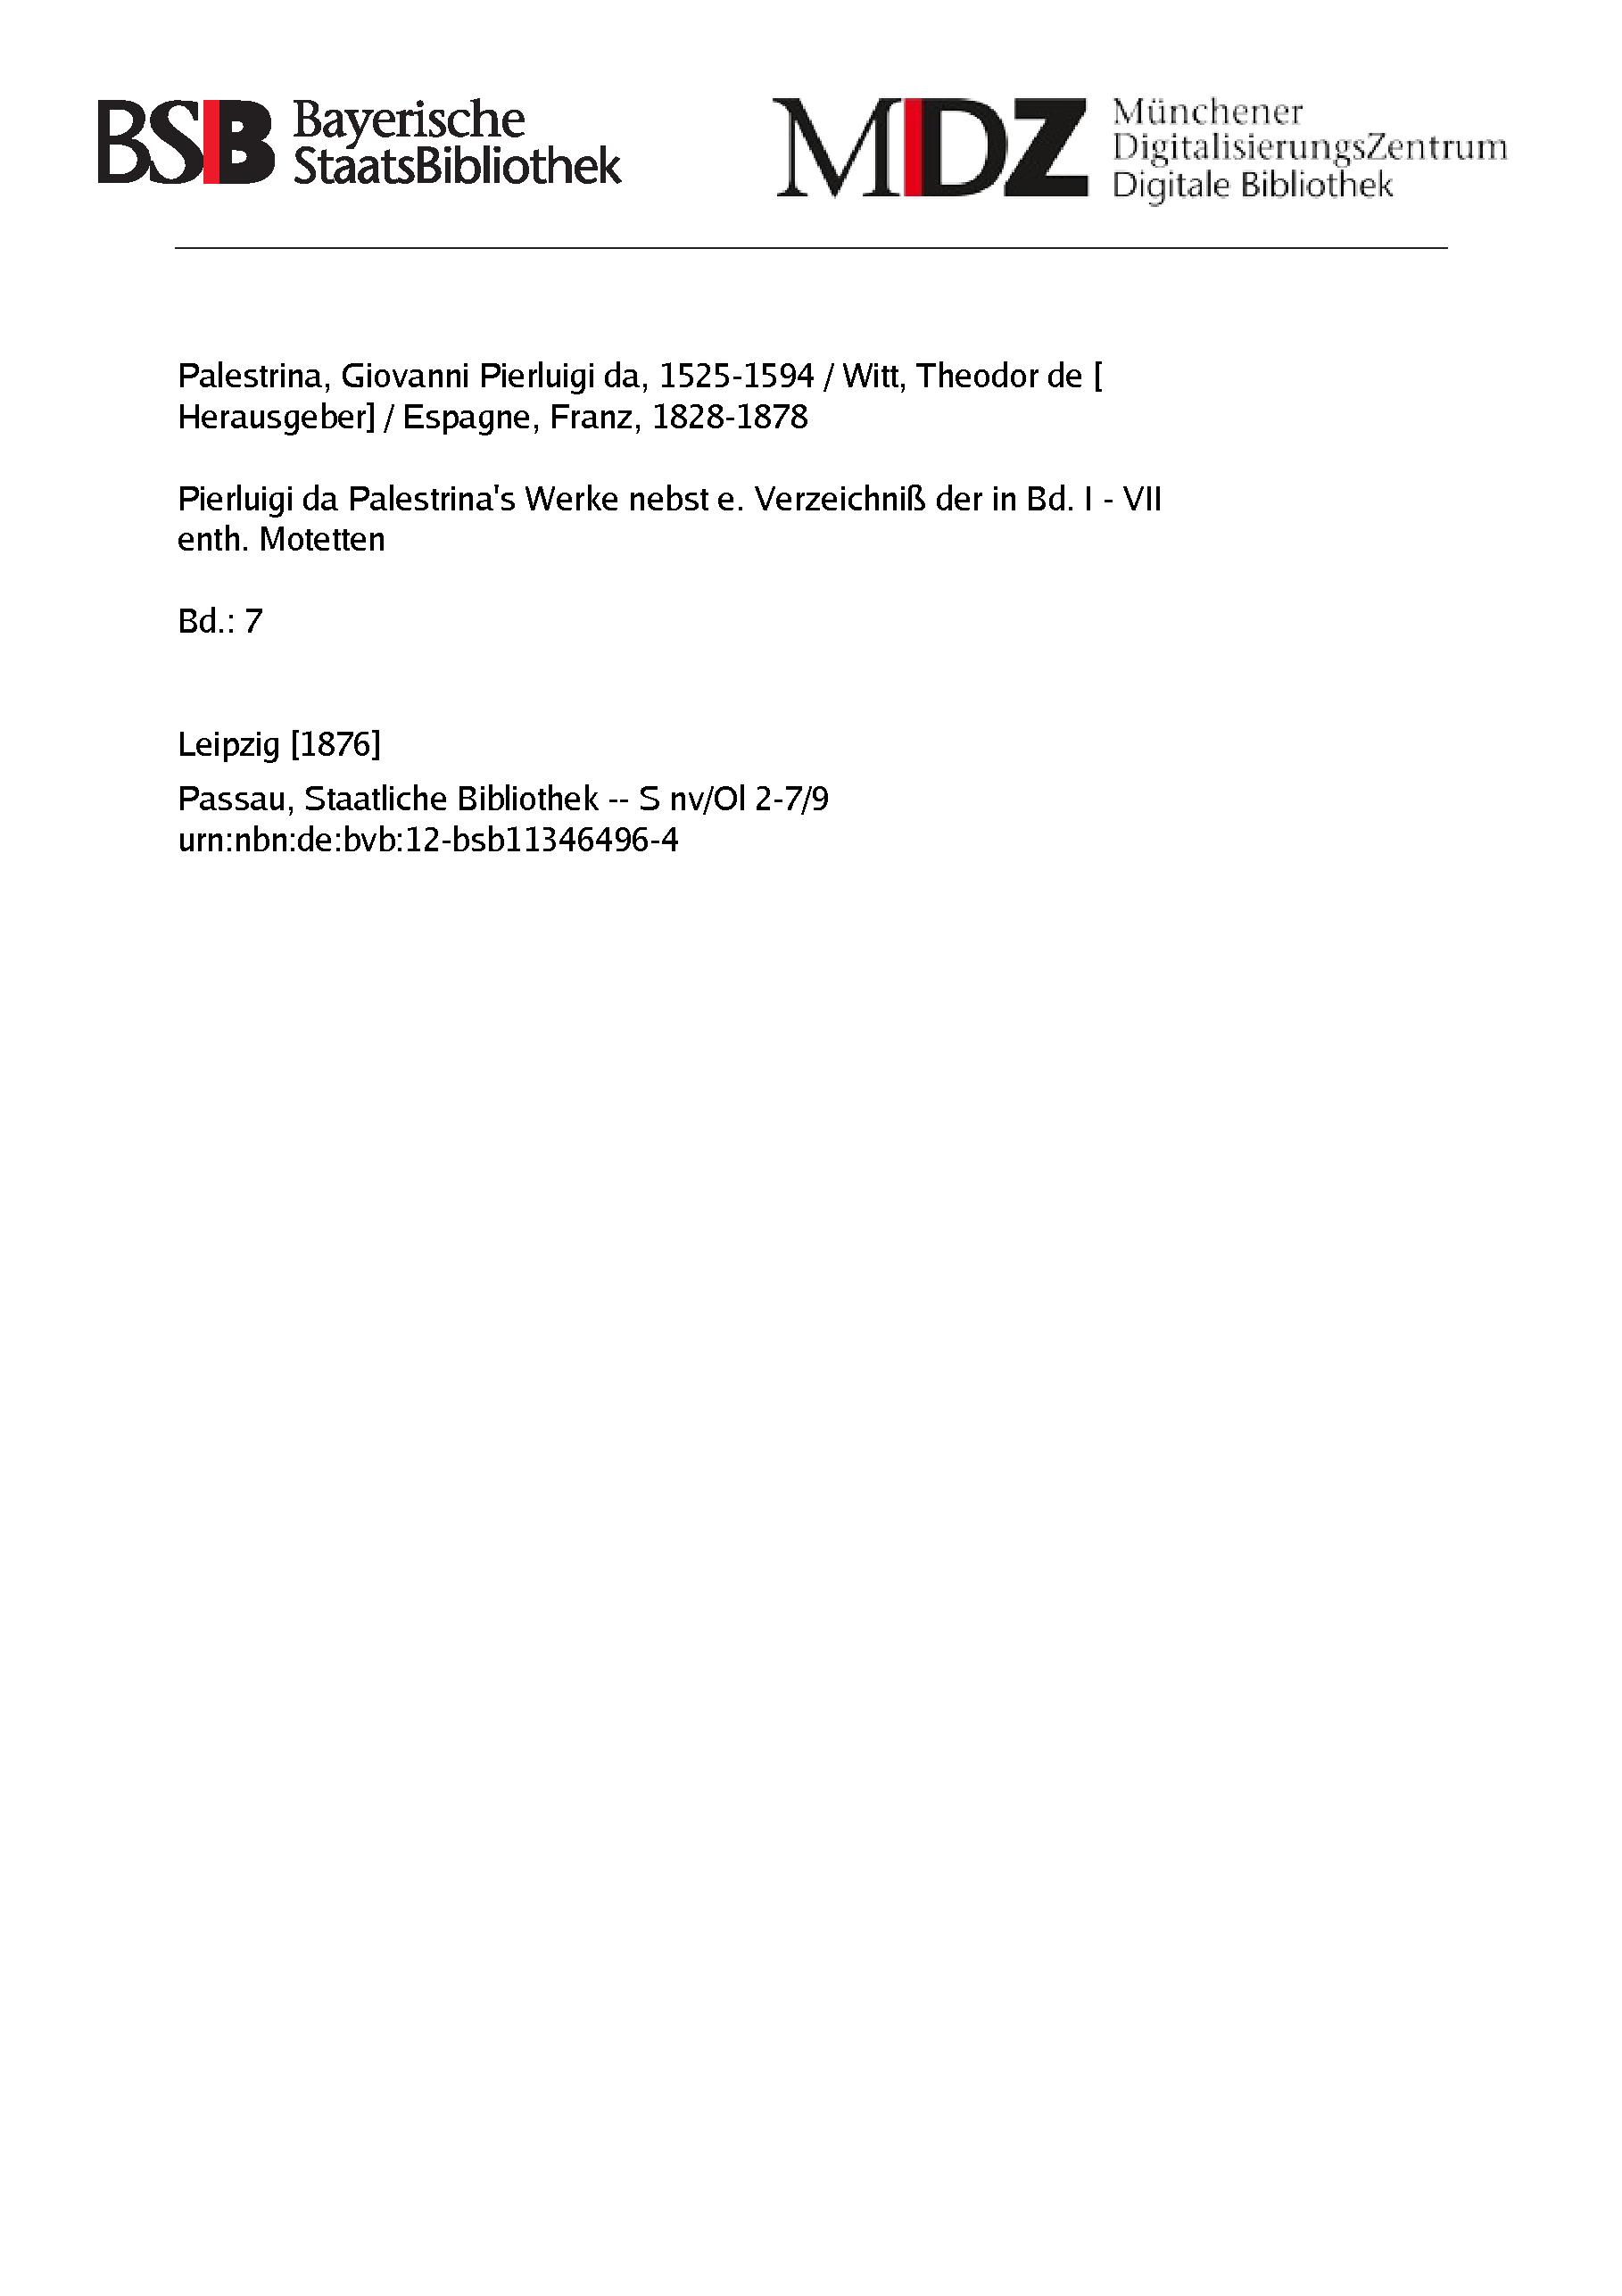 BSB Bayerische
StaatsBibliothek
MDZ Münchener
DigitalisierungsZentrum
Digitale Bibliothek
Palestrina, Giovanni Pierluigi da, 1525-1594 / Witt, Theodor de [
Herausgeber] / Espagne, Franz, 1828-1878
Pierluigi da Palestrina's Werke nebst e. Verzeichniß der in Bd. I - VII
enth. Motetten
Bd.: 7
Leipzig [1876]
Passau, Staatliche Bibliothek -- S nv/Ol 2-7/9
urn:nbn:de:bvb:12-bsb11346496-4